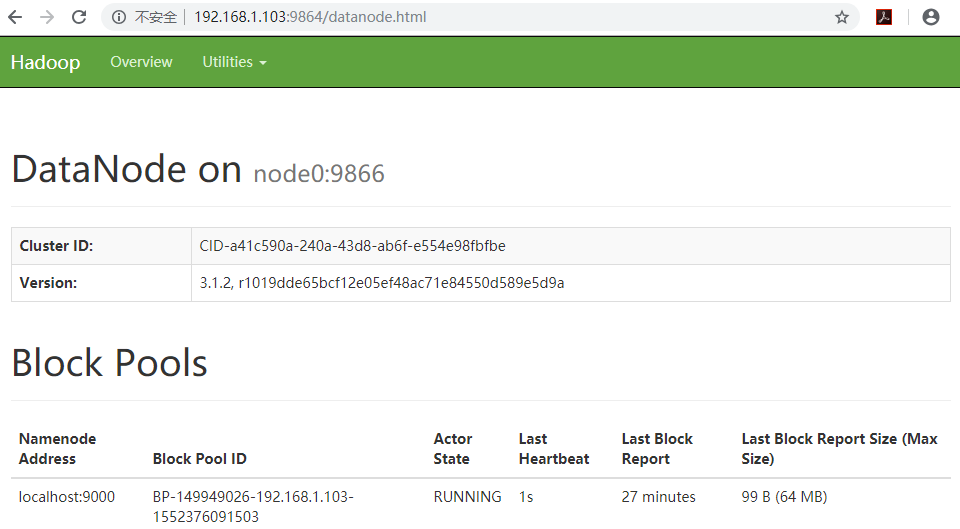 不安全 192.168.1.103:9864/datanode.html
Hadoop Overview Utilities
DataNode on node0:9866
Cluster ID: CID-a41c590a-240a-43d8-ab6f-e554e98fbfbe
Version: 3.1.2, r1019dde65bcf12e05ef48ac71e84550d589e5d9a
Block Pools
Namenode Address Block Pool ID Actor State Last Heartbeat Last Block Report Last Block Report Size (Max Size)
localhost:9000 BP-149949026-192.168.1.103-1552376091503 RUNNING 1s 27 minutes 99 B (64 MB)